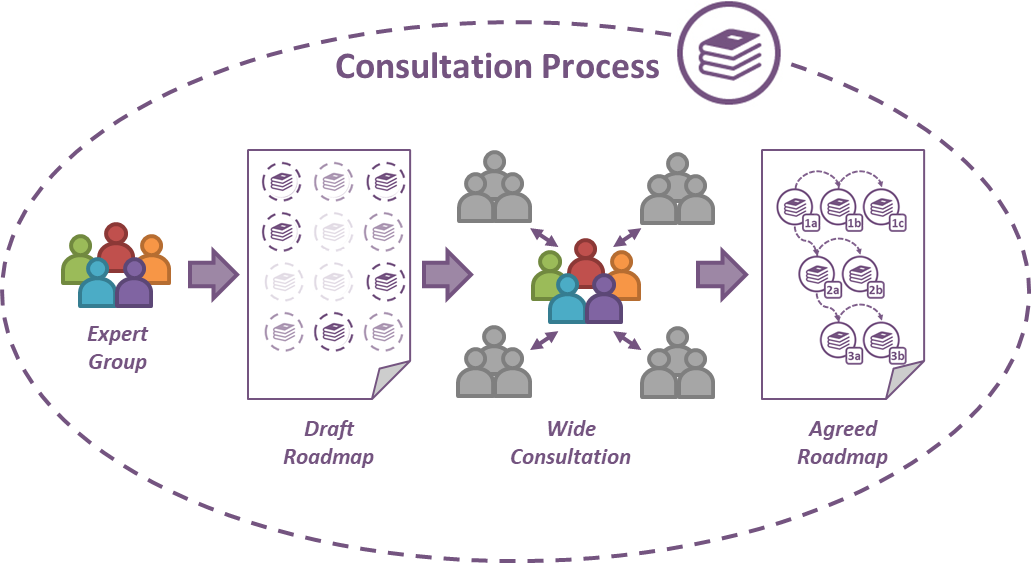 Consultation Process
Expert
Group
Draft
Roadmap
Wide
Consultation
1a
1b
1c
2a
2b
3a
3b
Agreed
Roadmap